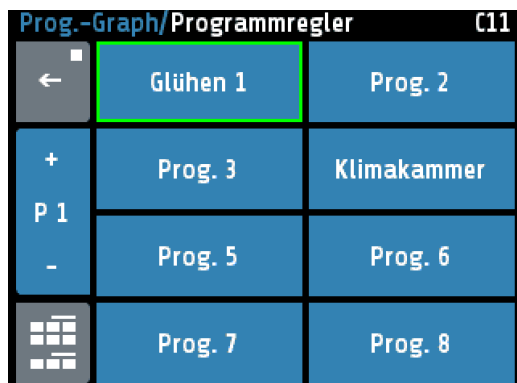 Prog.-Graph/Programmregler C11
← Glühen 1 Prog. 2
+ Prog. 3 Klimakammer
P 1
- Prog. 5 Prog. 6
Prog. 7 Prog. 8